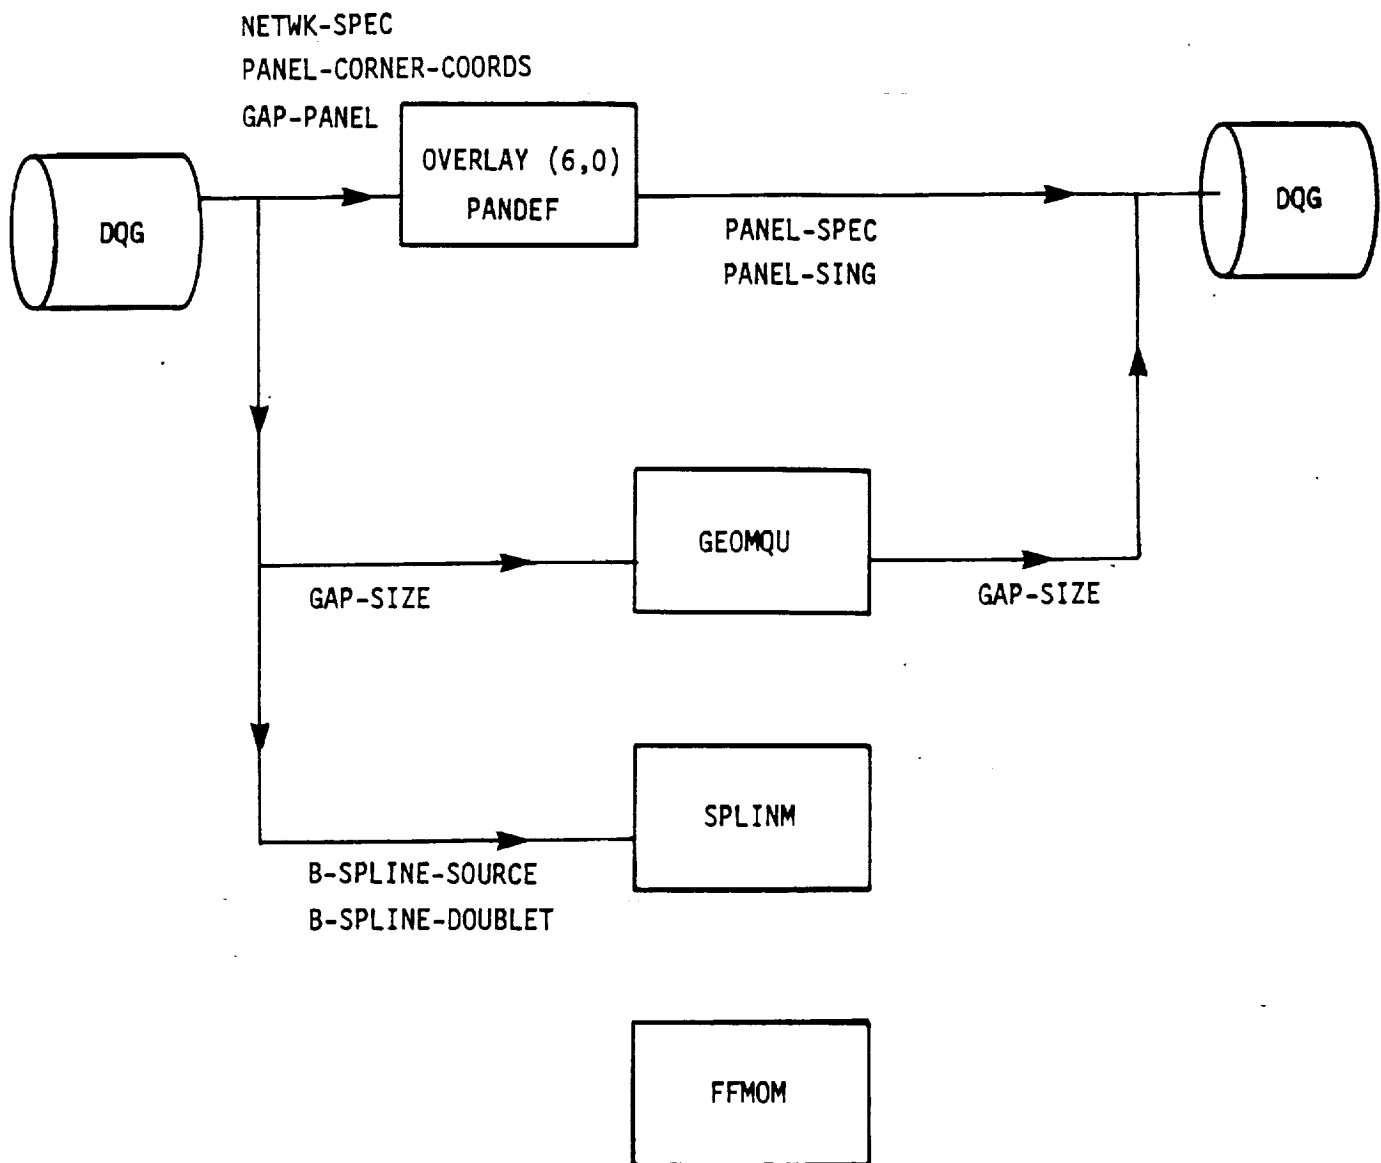 NETWK-SPEC
PANEL-CORNER-COORDS
GAP-PANEL
OVERLAY (6,0)
PANDEF
DQG
DQG
PANEL-SPEC
PANEL-SING
GEOMQU
GAP-SIZE
GAP-SIZE
SPLINM
B-SPLINE-SOURCE
B-SPLINE-DOUBLET
FFMOM